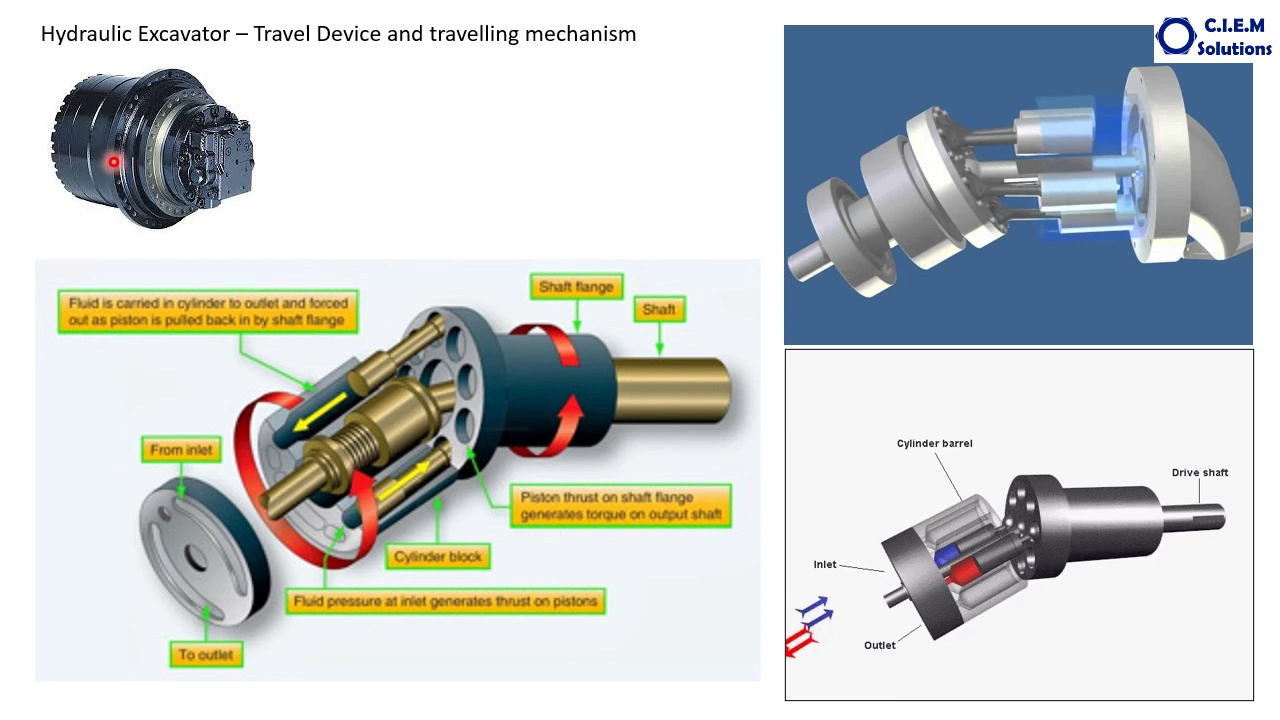 Hydraulic Excavator – Travel Device and travelling mechanism
C.I.E.M
Solutions
Fluid is carried in cylinder to outlet and forced
out as piston is pulled back in by shaft flange
Shaft flange
Shaft
From inlet
Piston thrust on shaft flange
generates torque on output shaft
Cylinder block
Fluid pressure at inlet generates thrust on pistons
To outlet
Cylinder barrel
Drive shaft
Inlet
Outlet